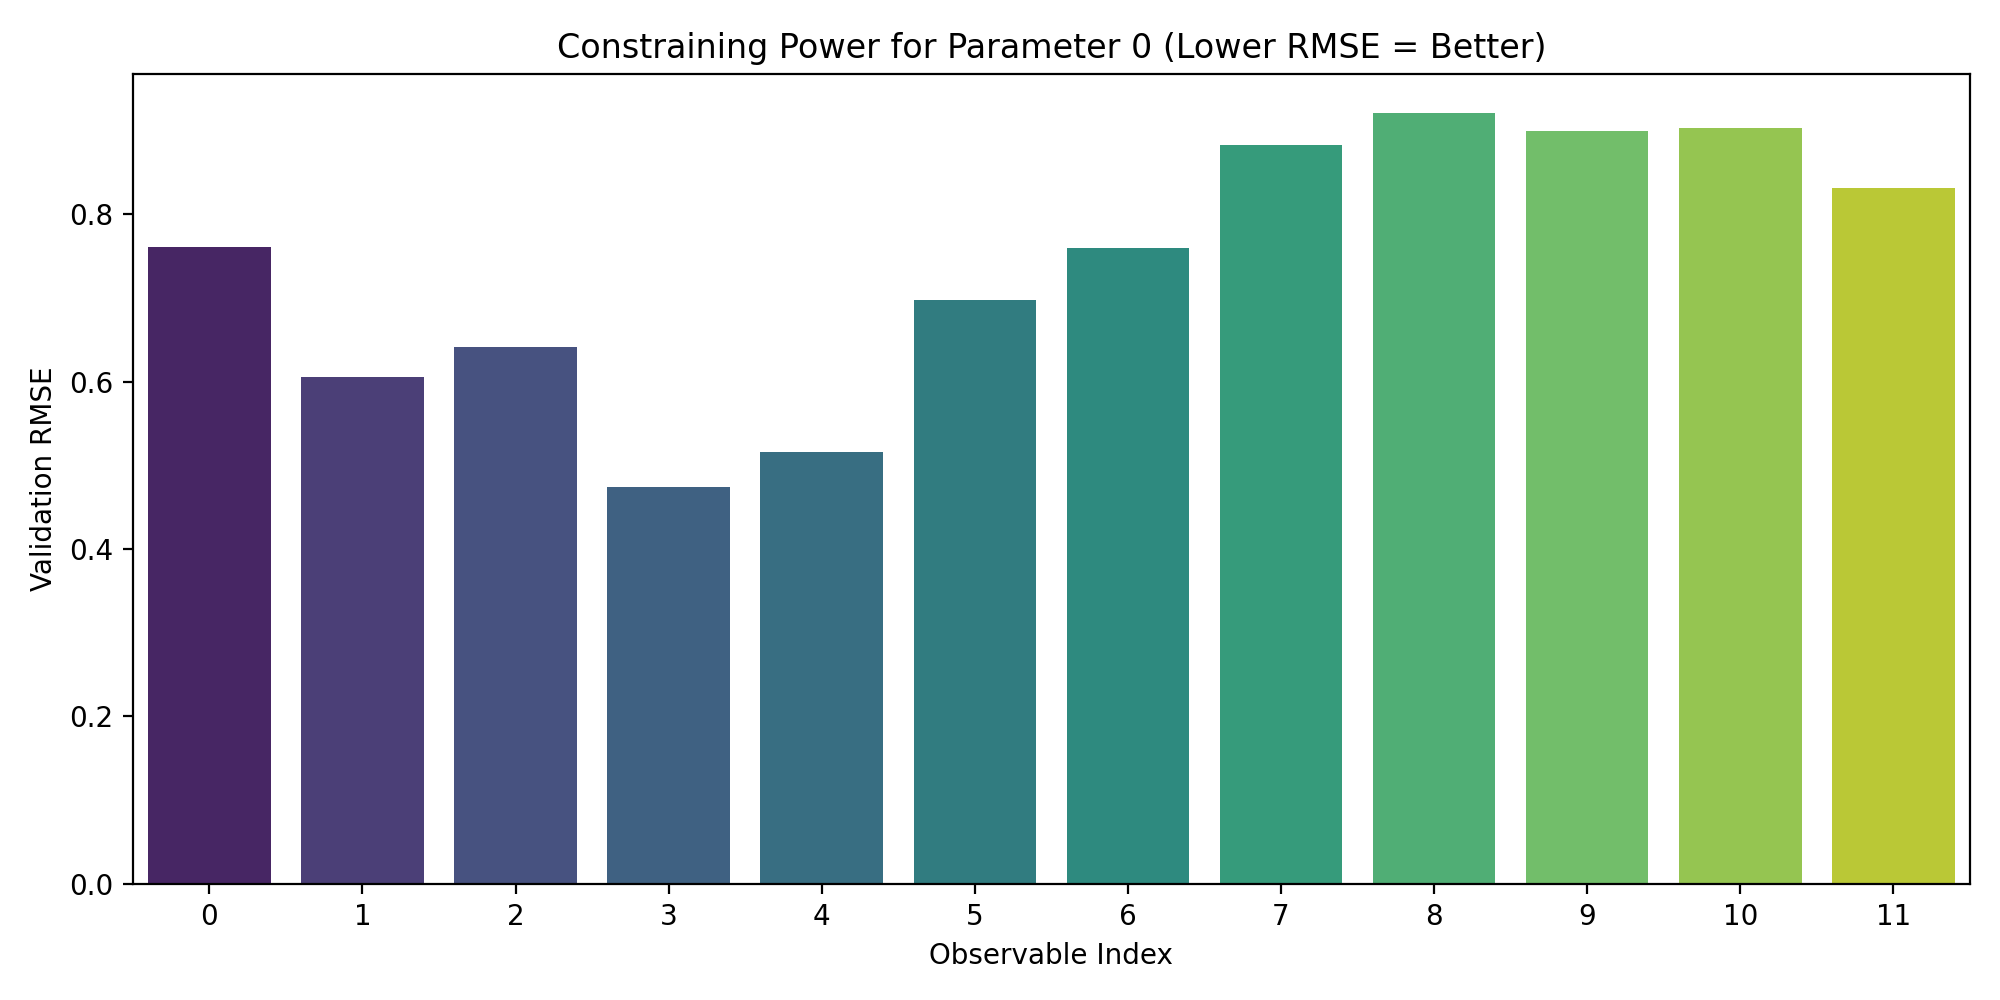 Constraining Power for Parameter 0 (Lower RMSE = Better)
Validation RMSE
0.8
0.6
0.4
0.2
0.0
0 1 2 3 4 5 6 7 8 9 10 11
Observable Index